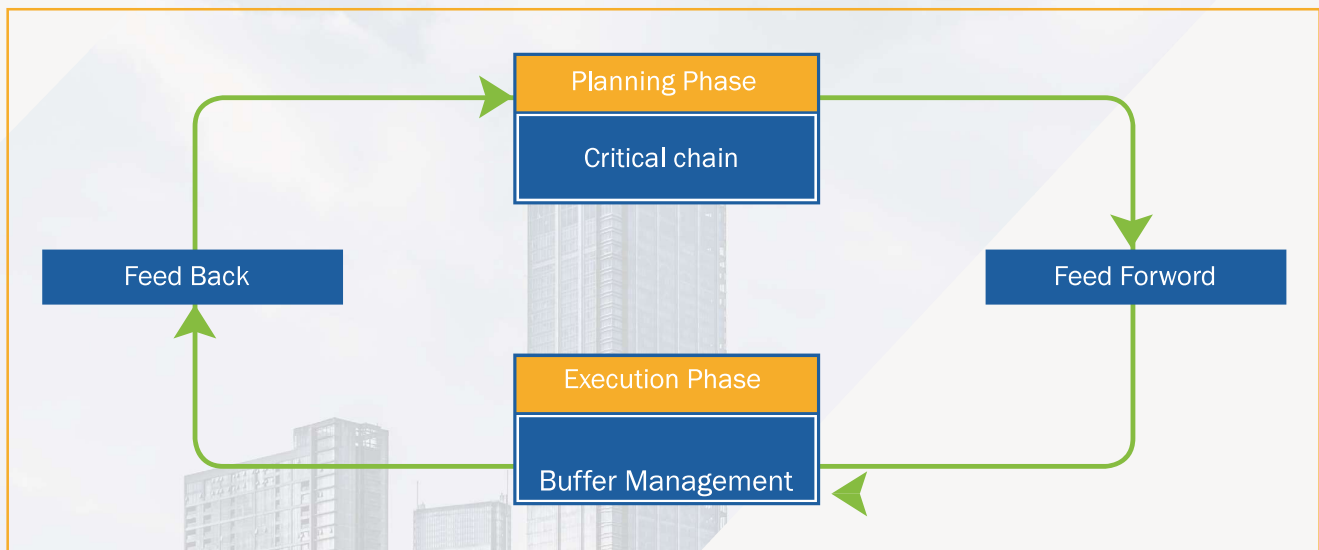 Planning Phase
Critical chain
Feed Back
Feed Forword
Execution Phase
Buffer Management